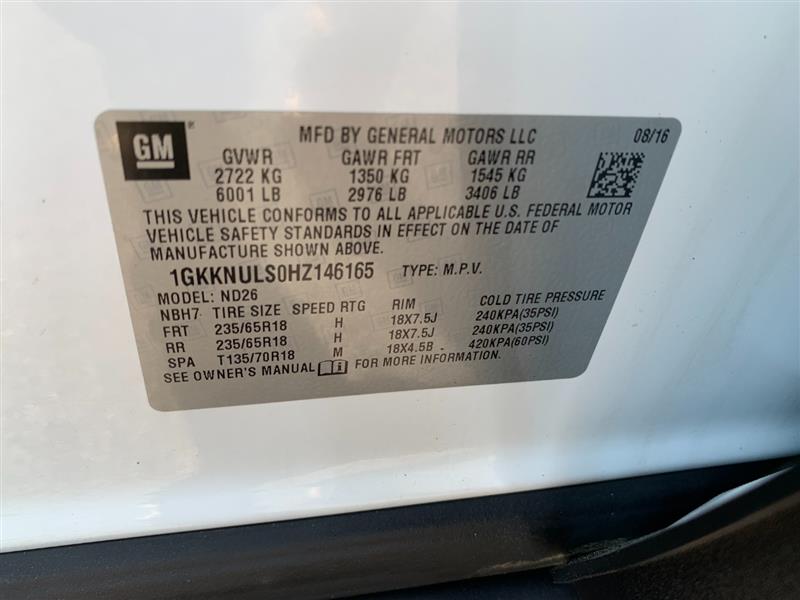 GM MFD BY GENERAL MOTORS LLC 08/16
GVWR GAWR FRT GAWR RR
2722 KG 1350 KG 1545 KG
6001 LB 2976 LB 3406 LB
THIS VEHICLE CONFORMS TO ALL APPLICABLE U.S. FEDERAL MOTOR
VEHICLE SAFETY STANDARDS IN EFFECT ON THE DATE OF
MANUFACTURE SHOWN ABOVE.
1GKKNULS0HZ146165 TYPE: M.P.V.
MODEL: ND26
NBH7 TIRE SIZE SPEED RTG RIM COLD TIRE PRESSURE
FRT 235/65R18 H 18X7.5J 240KPA(35PSI)
RR 235/65R18 H 18X7.5J 240KPA(35PSI)
SPA T135/70R18 M 18X4.5B 420KPA(60PSI)
SEE OWNER'S MANUAL i FOR MORE INFORMATION.